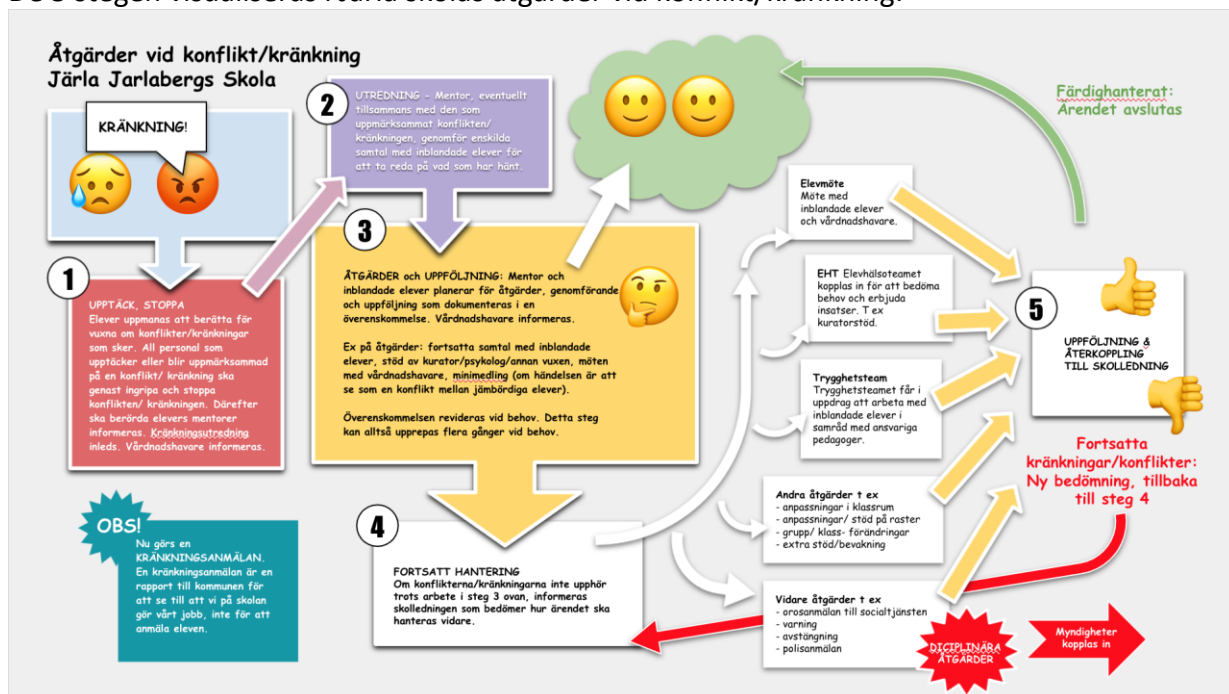 De 5 stegen visualiseras i Järla skolas åtgärder vid konflikt/kränkning:
Åtgärder vid konflikt/kränkning
Järla Jarlabergs Skola
KRÄNKNING!
1
UPPTÄCK, STOPPA
Elever uppmanas att berätta för
vuxna om konflikter/kränkningar
som sker. All personal som
upptäcker eller blir uppmärksammad
på en konflikt/ kränkning ska
genast ingripa och stoppa
konflikten/ kränkningen. Därefter
ska berörda elevers mentorer
informeras. Kränkningsutredning
inleds. Vårdnadshavare informeras.
OBS!
Nu görs en
KRÄNKNINGSANMÄLAN.
En kränkningsanmälan är en
rapport till kommunen för
att se till att vi på skolan
gör vårt jobb, inte för att
anmäla eleven.
2
UTREDNING - Mentor, eventuellt
tillsammans med den som
uppmärksammat konflikten/
kränkningen, genomför enskilda
samtal med inblandade elever för
att ta reda på vad som har hänt.
3
ÅTGÄRDER och UPPFÖLJNING: Mentor och
inblandade elever planerar för åtgärder, genomförande
och uppföljning som dokumenteras i en
överenskommelse. Vårdnadshavare informeras.
Ex på åtgärder: fortsatta samtal med inblandade
elever, stöd av kurator/psykolog/annan vuxen, möten
med vårdnadshavare, minimedling (om händelsen är att
se som en konflikt mellan jämbördiga elever).
Överenskommelsen revideras vid behov. Detta steg
kan alltså upprepas flera gånger vid behov.
4
FORTSATT HANTERING
Om konflikterna/kränkningarna inte upphör
trots arbete i steg 3 ovan, informeras
skolledningen som bedömer hur ärendet ska
hanteras vidare.
Elevmöte
Möte med
inblandade elever
och vårdnadshavare.
EHT Elevhälsoteamet
kopplas in för att bedöma
behov och erbjuda
insatser. T ex
kuratorstöd.
Trygghetsteam
Trygghetsteamet får i
uppdrag att arbeta med
inblandade elever i
samråd med ansvariga
pedagoger.
Andra åtgärder t ex
- anpassningar i klassrum
- anpassningar/ stöd på raster
- grupp/ klass- förändringar
- extra stöd/bevakning
Vidare åtgärder t ex
- orosanmälan till socialtjänsten
- varning
- avstängning
- polisanmälan
DICIPLINÄRA
ÅTGÄRDER
Myndigheter
kopplas in
5
UPPFÖLJNING &
ÅTERKOPPLING
TILL SKOLLEDNING
Färdighanterat:
Ärendet avslutas
Fortsatta
kränkningar/konflikter:
Ny bedömning, tillbaka
till steg 4